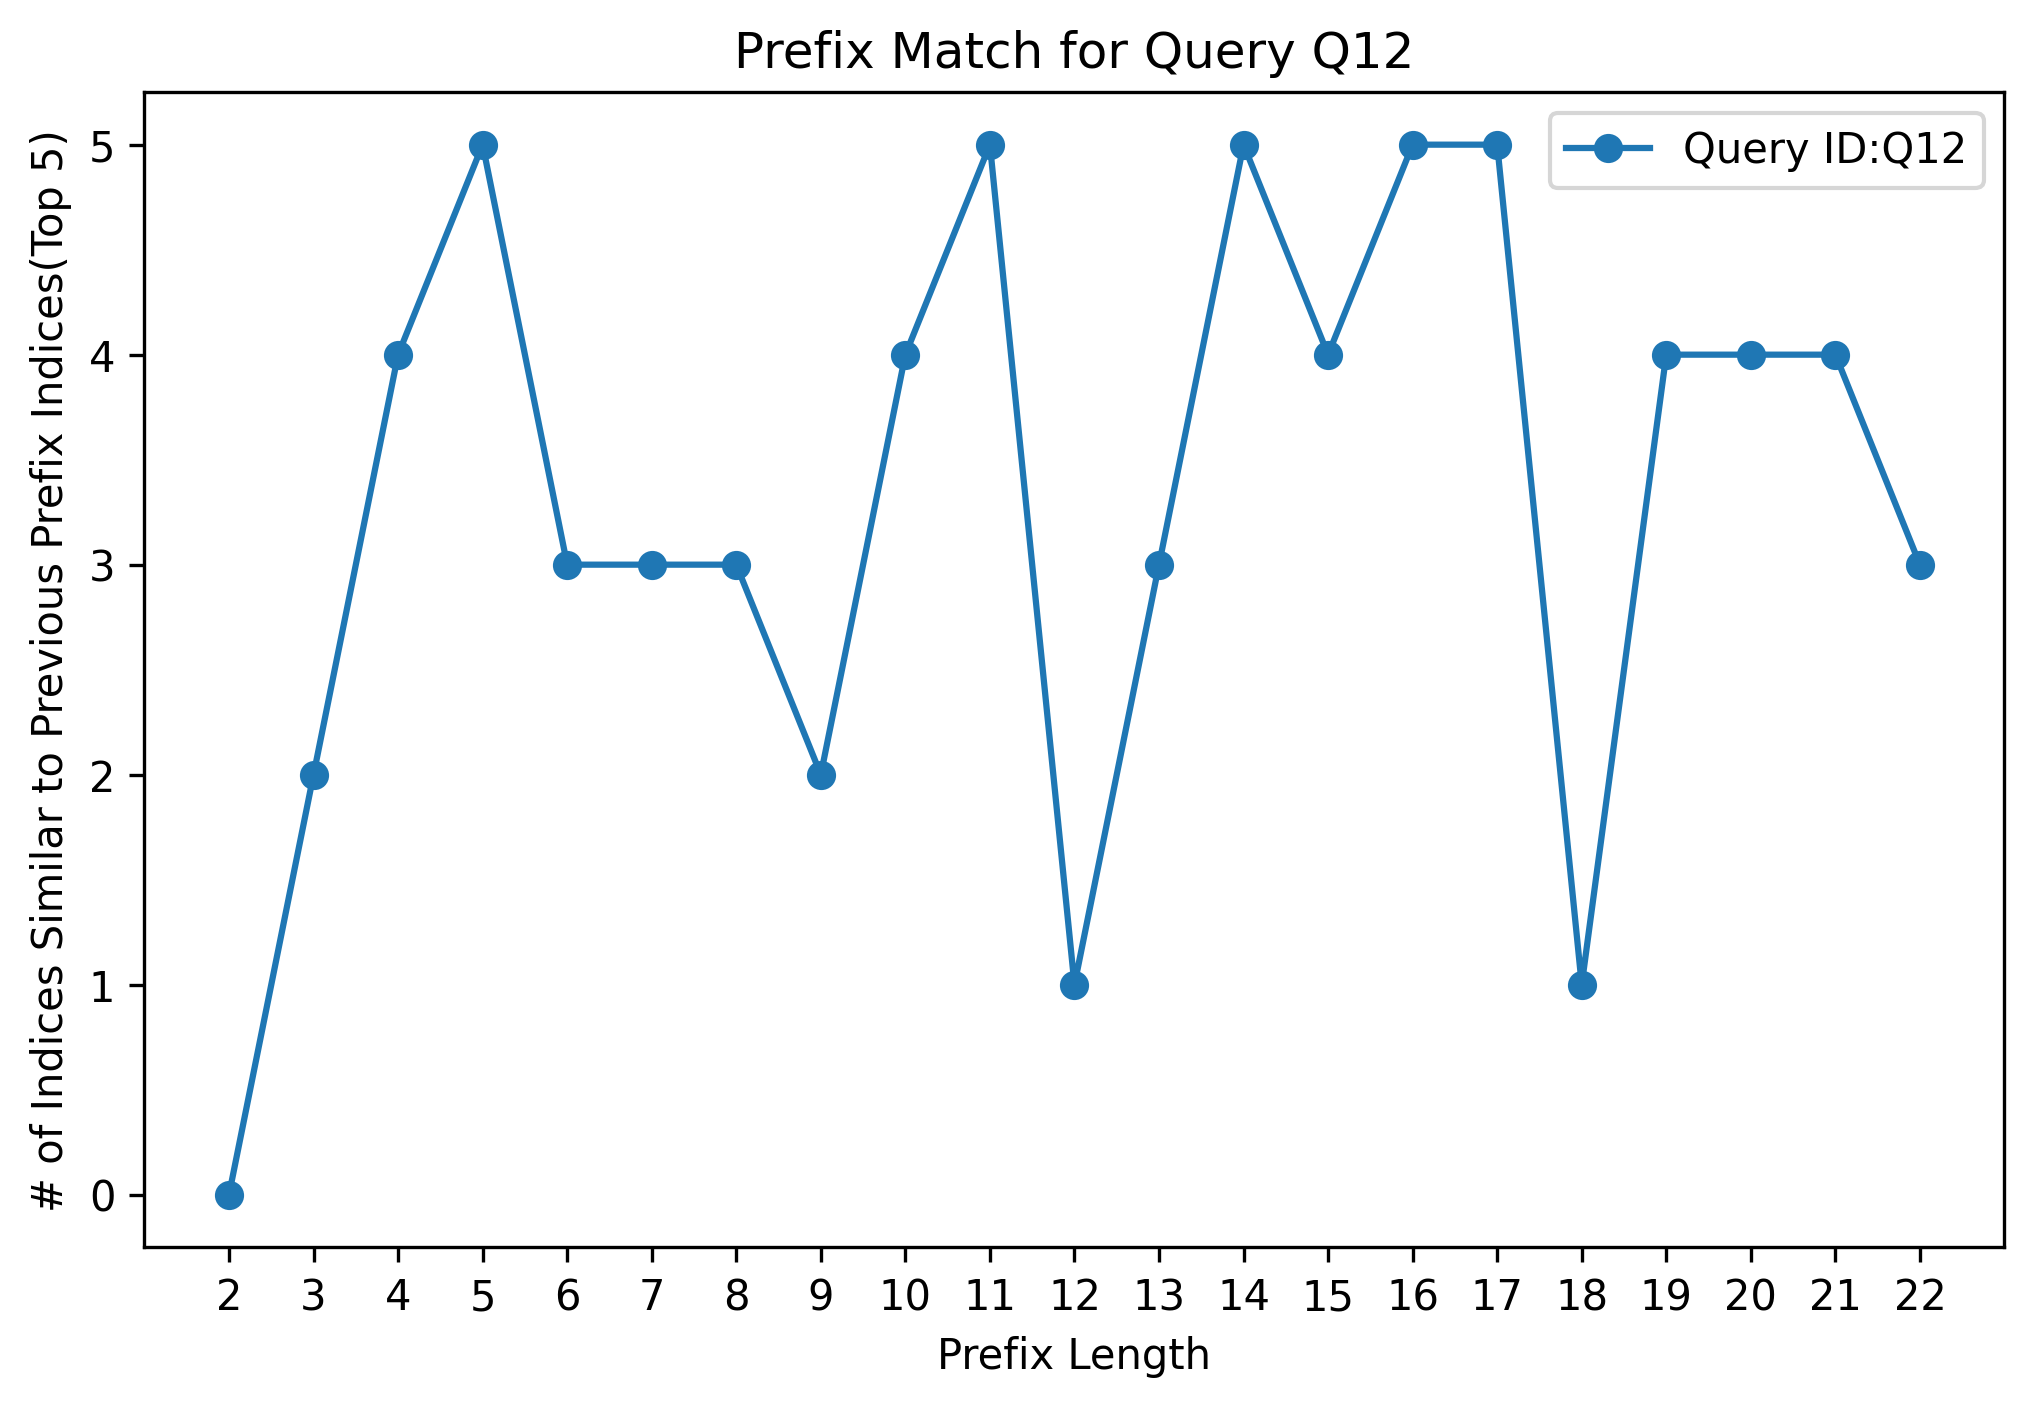 Prefix Match for Query Q12
Query ID:Q12
# of Indices Similar to Previous Prefix Indices(Top 5)
5
4
3
2
1
0
2 3 4 5 6 7 8 9 10 11 12 13 14 15 16 17 18 19 20 21 22
Prefix Length